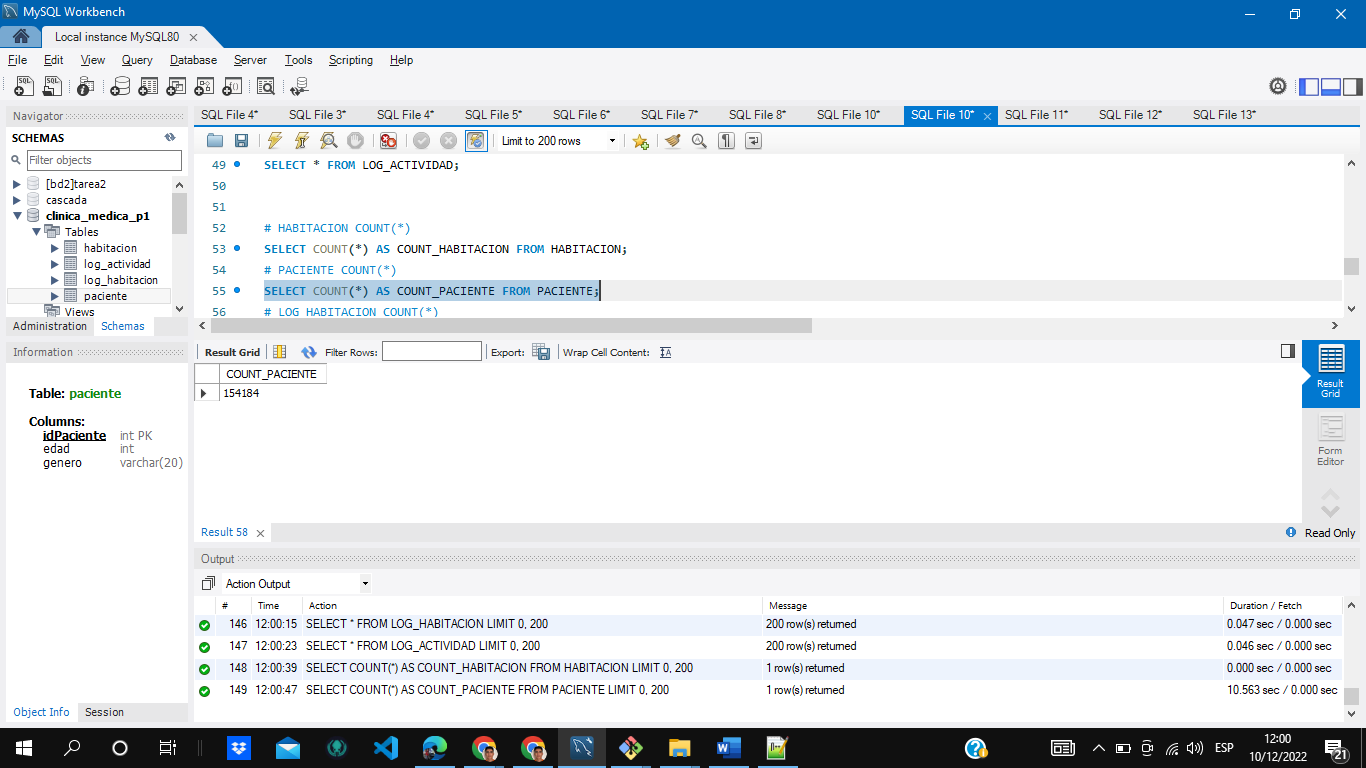 MySQL Workbench
Local instance MySQL80
File Edit View Query Database Server Tools Scripting Help
Navigator
SCHEMAS
Filter objects
[bd2]tarea2
cascada
clinica_medica_p1
Tables
habitacion
log_actividad
log_habitacion
paciente
Views
Administration Schemas
Information
Table: paciente
Columns:
idPaciente int PK
edad int
genero varchar(20)
Object Info Session
SQL File 4* SQL File 3* SQL File 4* SQL File 5* SQL File 6* SQL File 7* SQL File 8* SQL File 10* SQL File 10* SQL File 11* SQL File 12* SQL File 13*
Limit to 200 rows
49 SELECT * FROM LOG_ACTIVIDAD;
50
51
52 # HABITACION COUNT(*)
53 SELECT COUNT(*) AS COUNT_HABITACION FROM HABITACION;
54 # PACIENTE COUNT(*)
55 SELECT COUNT(*) AS COUNT_PACIENTE FROM PACIENTE;
56 # LOG_HABITACION COUNT(*)
Result Grid Filter Rows: Export: Wrap Cell Content:
COUNT_PACIENTE
154184
Result Grid
Form Editor
Result 58
Read Only
Output
Action Output
# Time Action Message Duration / Fetch
146 12:00:15 SELECT * FROM LOG_HABITACION LIMIT 0, 200 200 row(s) returned 0.047 sec / 0.000 sec
147 12:00:23 SELECT * FROM LOG_ACTIVIDAD LIMIT 0, 200 200 row(s) returned 0.046 sec / 0.000 sec
148 12:00:39 SELECT COUNT(*) AS COUNT_HABITACION FROM HABITACION LIMIT 0, 200 1 row(s) returned 0.000 sec / 0.000 sec
149 12:00:47 SELECT COUNT(*) AS COUNT_PACIENTE FROM PACIENTE LIMIT 0, 200 1 row(s) returned 10.563 sec / 0.000 sec
ESP
12:00
10/12/2022
21